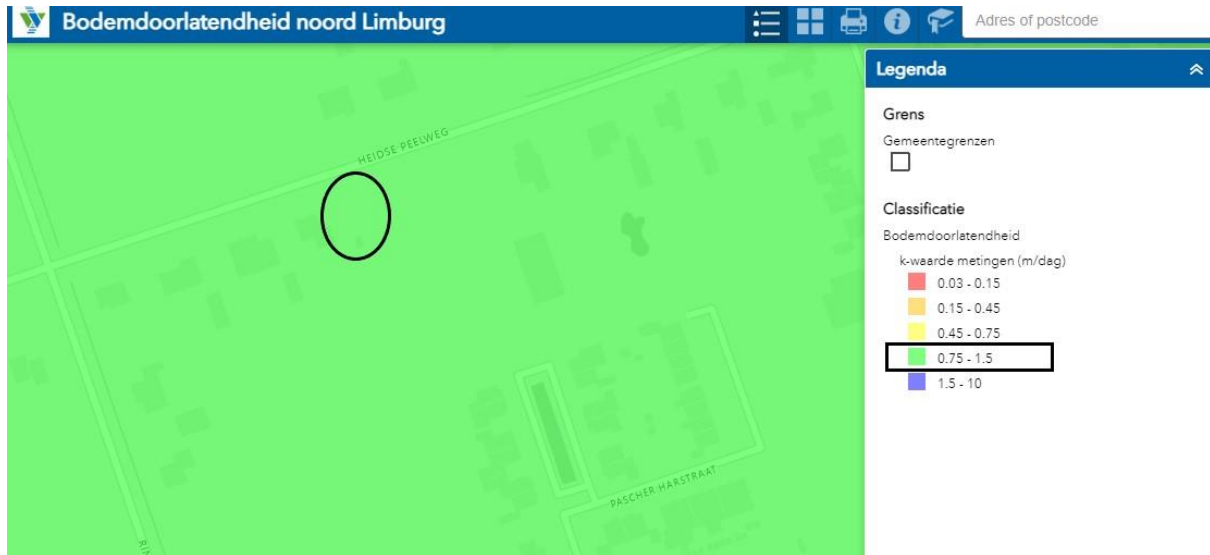 Bodemdoorlatendheid noord Limburg
Adres of postcode
Legenda
Grens
Gemeentegrenzen
Classificatie
Bodemdoorlatendheid
k-waarde metingen (m/dag)
0.03 - 0.15
0.15 - 0.45
0.45 - 0.75
0.75 - 1.5
1.5 - 10
HEIDSE PEELWEG
PASCHER HARSTRAAT